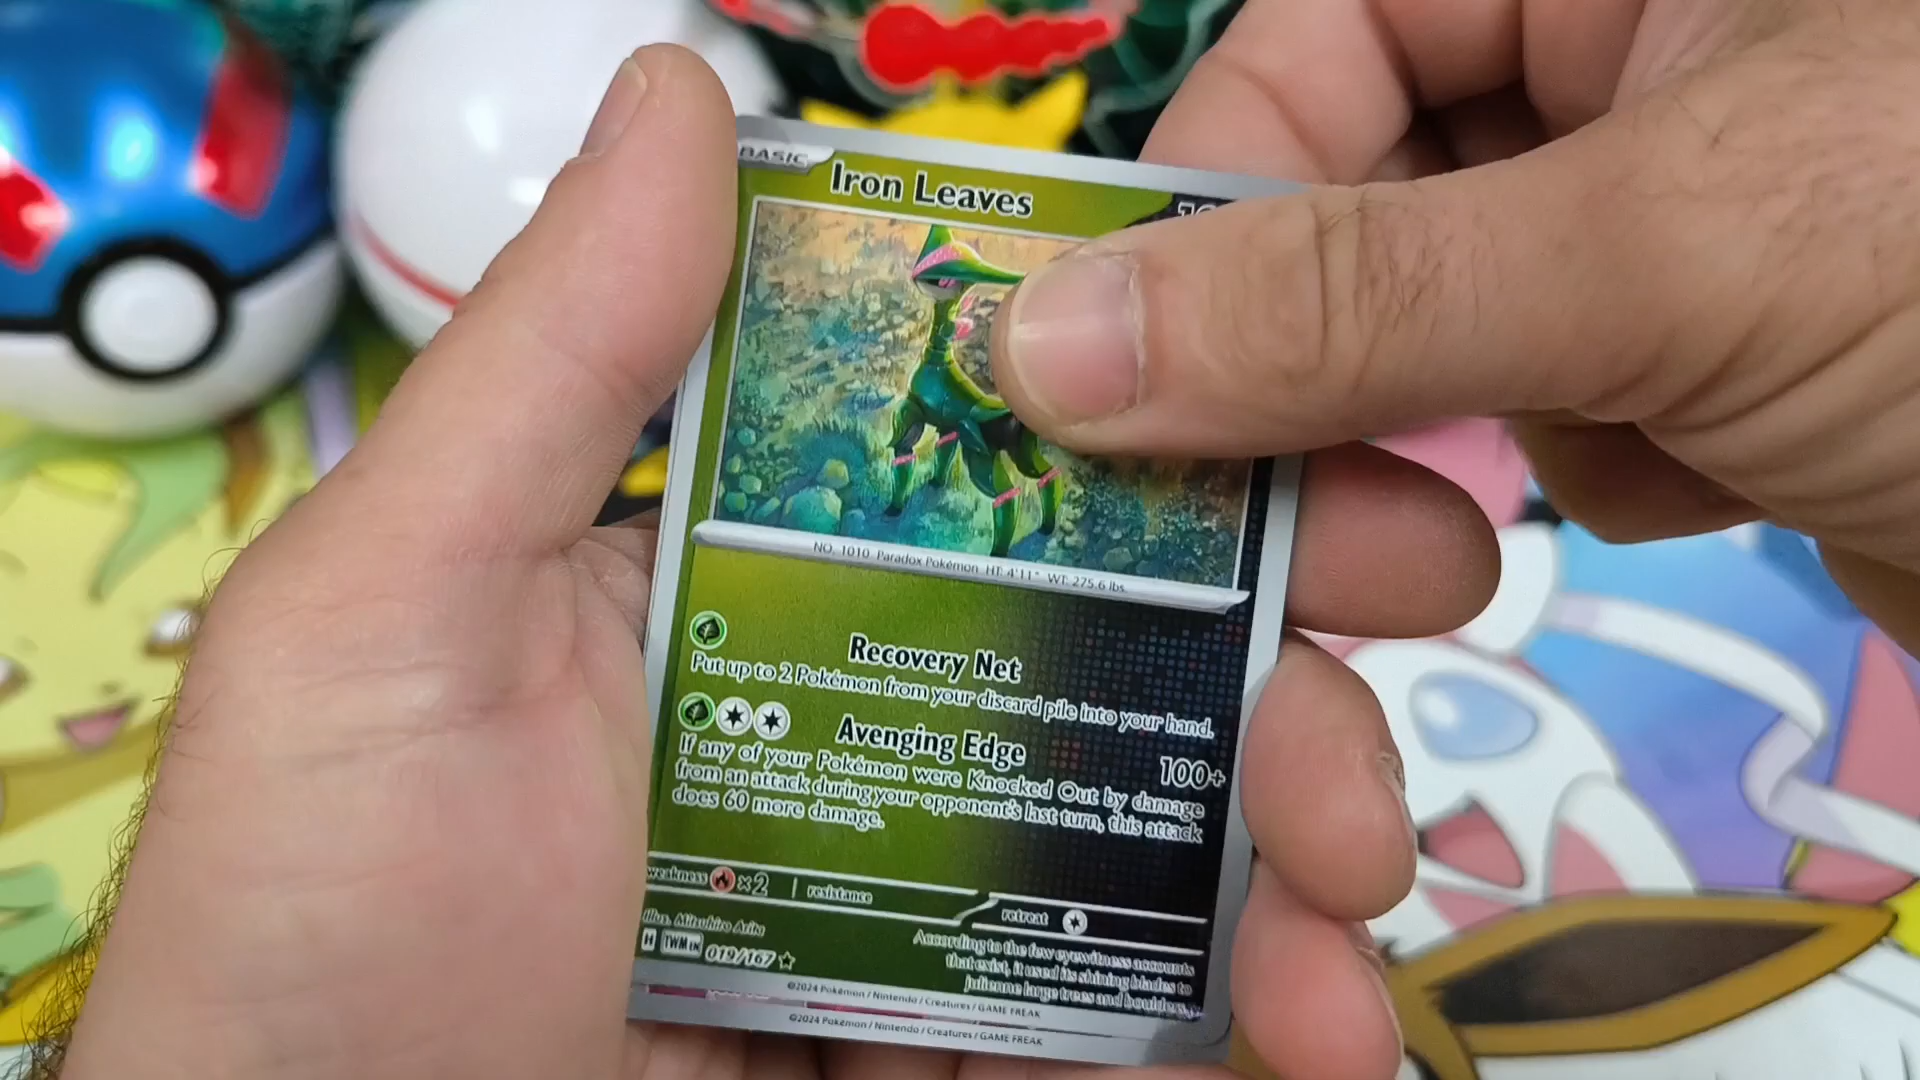 BASIC
Iron Leaves
NO. 1010 Paradox Pokémon HT: 4'11" WT: 275.6 lbs.
Recovery Net
Put up to 2 Pokémon from your discard pile into your hand.
Avenging Edge
100+
If any of your Pokémon were Knocked Out by damage
from an attack during your opponent's last turn, this attack
does 60 more damage.
weakness ×2 resistance
retreat
Illus. Mitsuhiro Arita
H TWM EN 019/167
According to the few eyewitness accounts
that exist, it used its shining blades to
julienne large trees and boulders.
©2024 Pokémon / Nintendo / Creatures / GAME FREAK
©2024 Pokémon / Nintendo / Creatures / GAME FREAK